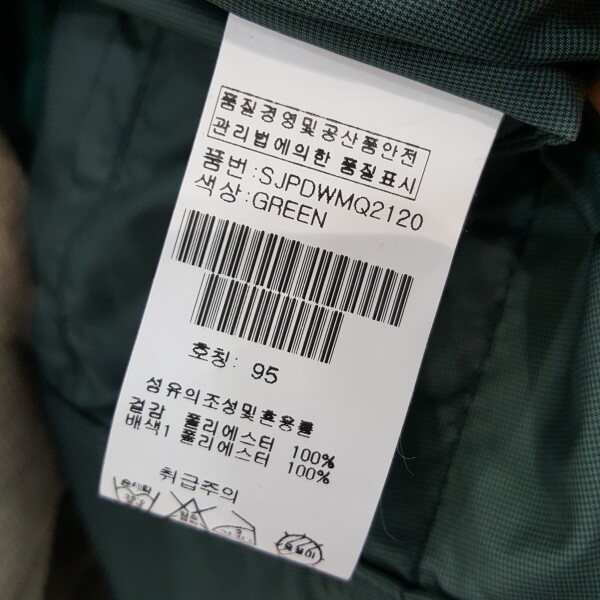 품질경영및공산품안전
관리법에의한 품질표시
품번:SJPDWMQ2120
색상:GREEN
호칭: 95
섬유의조성및혼용률
겉감 폴리에스터 100%
배색1 폴리에스터 100%
취급주의